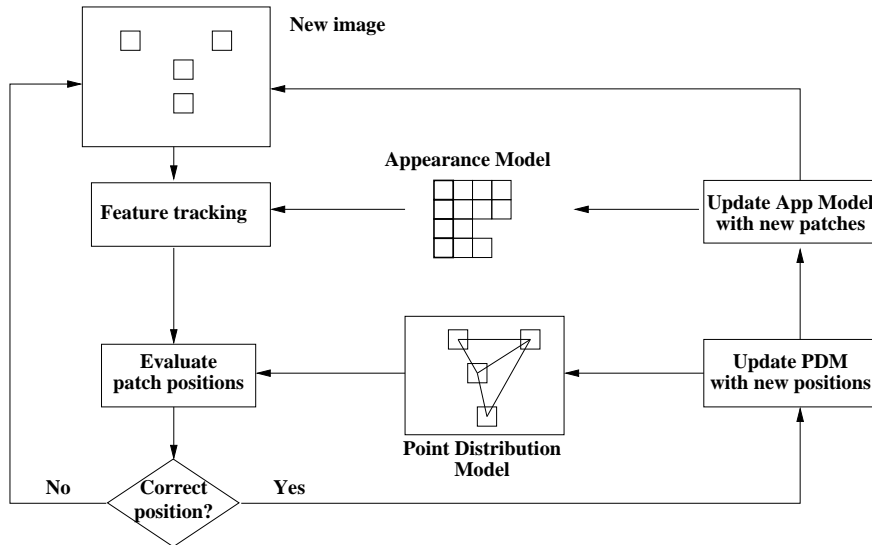 New image
Appearance Model
Feature tracking
Update App Model
with new patches
Evaluate
patch positions
Update PDM
with new positions
Point Distribution
Model
No
Correct
position?
Yes